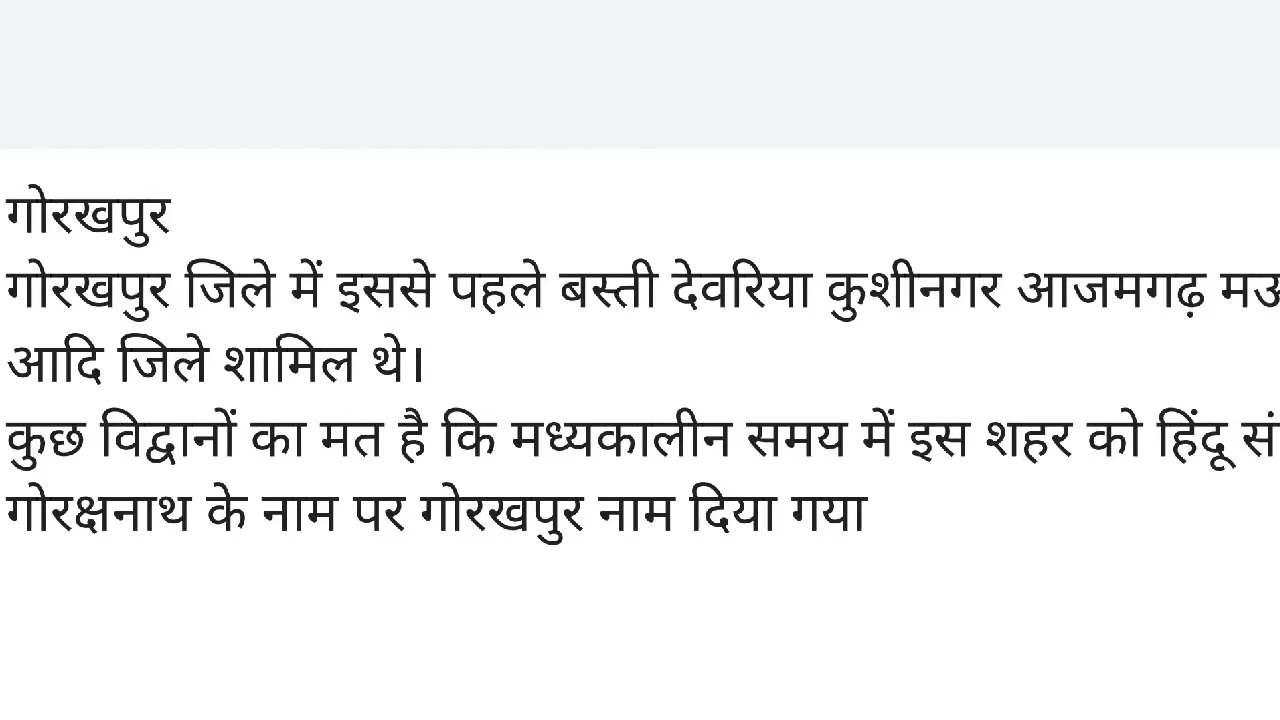 गोरखपुर
गोरखपुर जिले में इससे पहले बस्ती देवरिया कुशीनगर आजमगढ़ मऊ
आदि जिले शामिल थे।
कुछ विद्वानों का मत है कि मध्यकालीन समय में इस शहर को हिंदू
गोरक्षनाथ के नाम पर गोरखपुर नाम दिया गया